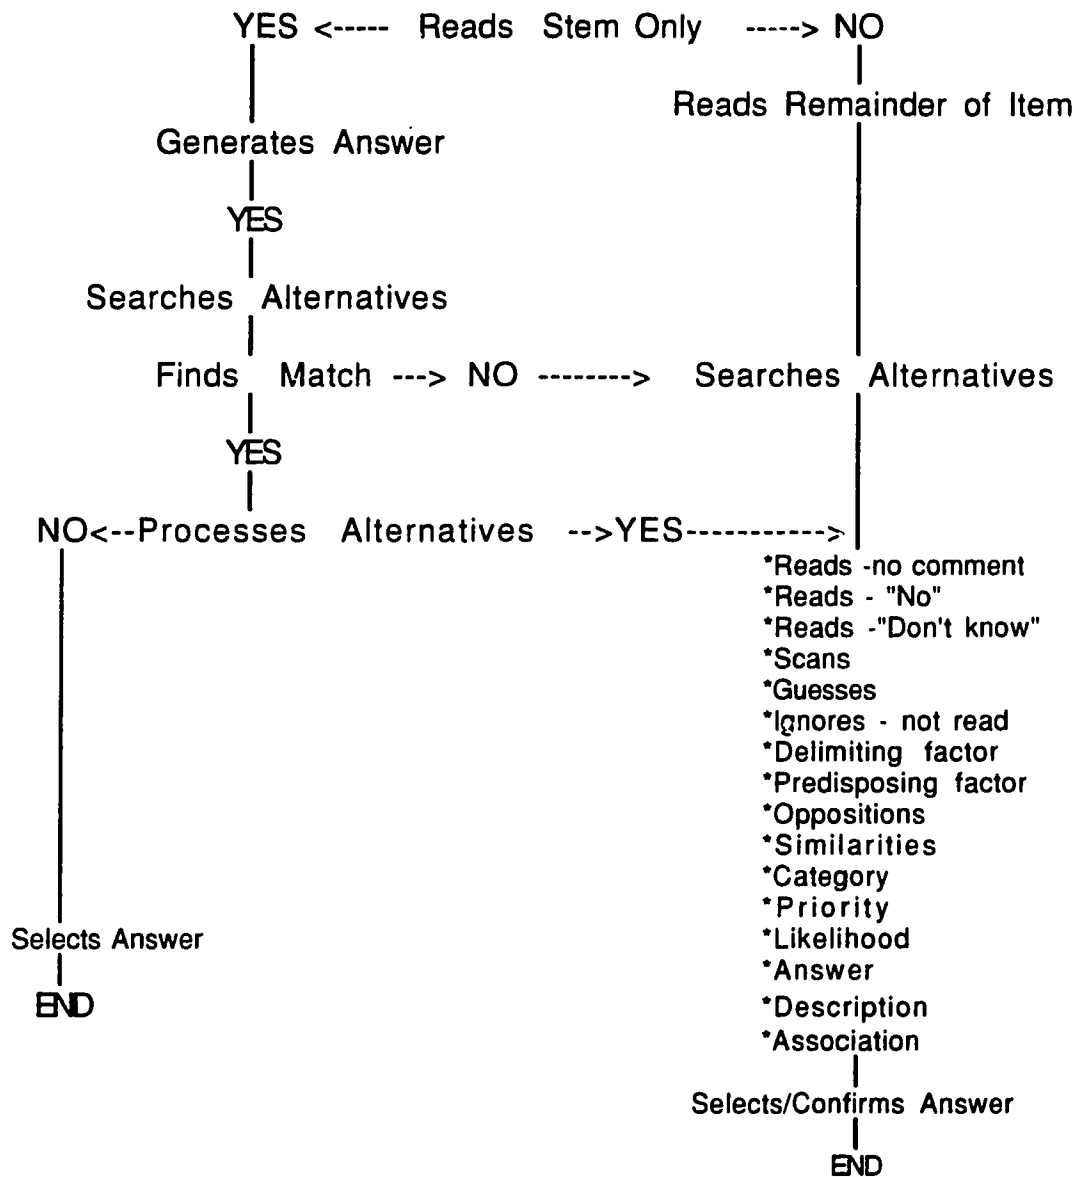 YES <----- Reads Stem Only -----> NO
Reads Remainder of Item
Generates Answer
YES
Searches Alternatives
Finds Match ---> NO --------> Searches Alternatives
YES
NO<--Processes Alternatives -->YES------------>
*Reads -no comment
*Reads - "No"
*Reads -"Don't know"
*Scans
*Guesses
*Ignores - not read
*Delimiting factor
*Predisposing factor
*Oppositions
*Similarities
*Category
*Priority
*Likelihood
Selects Answer
*Answer
END
*Description
*Association
Selects/Confirms Answer
END